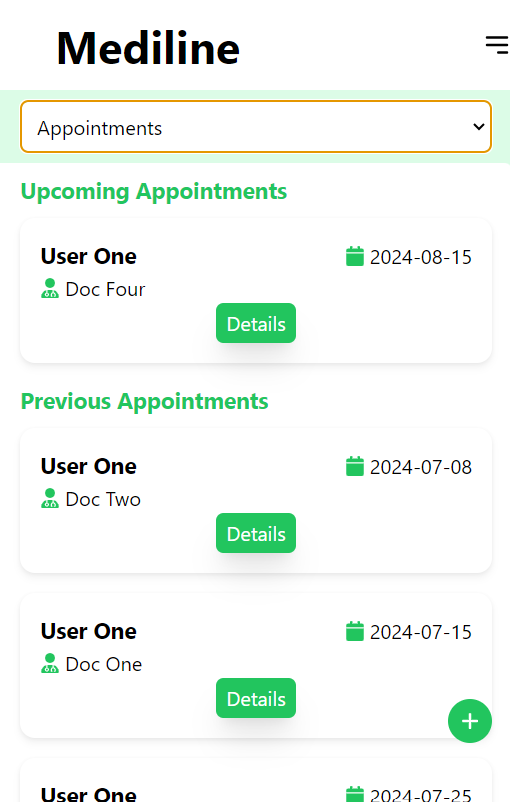 Mediline
Appointments
Upcoming Appointments
User One 2024-08-15
Doc Four
Details
Previous Appointments
User One 2024-07-08
Doc Two
Details
User One 2024-07-15
Doc One
Details
User One 2024-07-25